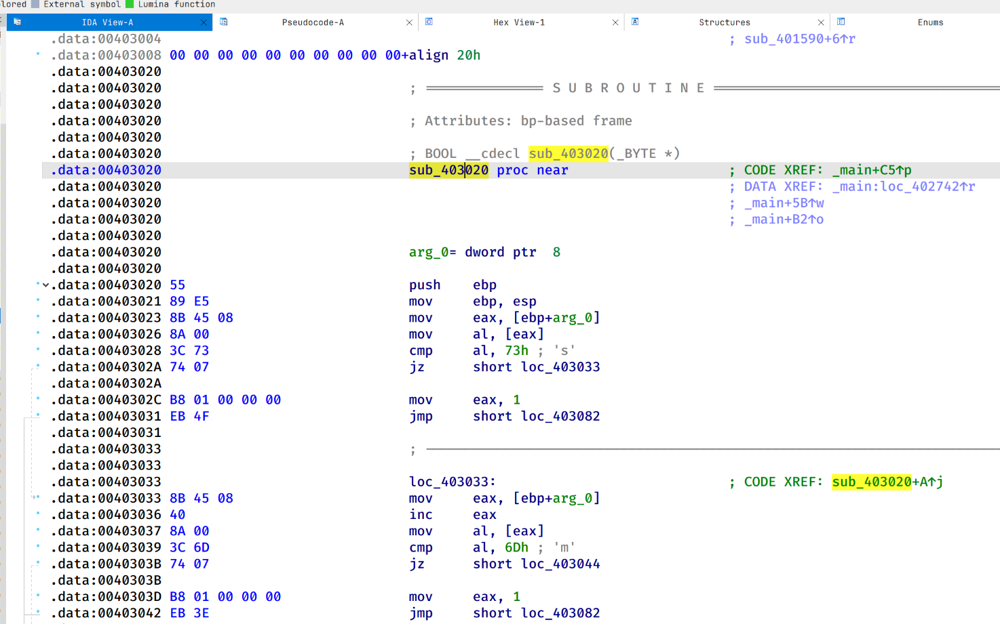 lored External symbol Lumina function
IDA View-A Pseudocode-A Hex View-1 Structures Enums
.data:00403004 ; sub_401590+6↑r
.data:00403008 00 00 00 00 00 00 00 00 00 00+align 20h
.data:00403020
.data:00403020 ; S U B R O U T I N E
.data:00403020
.data:00403020 ; Attributes: bp-based frame
.data:00403020
.data:00403020 ; BOOL __cdecl sub_403020(_BYTE *)
.data:00403020 sub_403020 proc near ; CODE XREF: _main+C5↑p
.data:00403020 ; DATA XREF: _main:loc_402742↑r
.data:00403020 ; _main+5B↑w
.data:00403020 ; _main+B2↑o
.data:00403020
.data:00403020 arg_0= dword ptr 8
.data:00403020
.data:00403020 55 push ebp
.data:00403021 89 E5 mov ebp, esp
.data:00403023 8B 45 08 mov eax, [ebp+arg_0]
.data:00403026 8A 00 mov al, [eax]
.data:00403028 3C 73 cmp al, 73h ; 's'
.data:0040302A 74 07 jz short loc_403033
.data:0040302A
.data:0040302C B8 01 00 00 00 mov eax, 1
.data:00403031 EB 4F jmp short loc_403082
.data:00403031
.data:00403033 ;
.data:00403033
.data:00403033 loc_403033: ; CODE XREF: sub_403020+A↑j
.data:00403033 8B 45 08 mov eax, [ebp+arg_0]
.data:00403036 40 inc eax
.data:00403037 8A 00 mov al, [eax]
.data:00403039 3C 6D cmp al, 6Dh ; 'm'
.data:0040303B 74 07 jz short loc_403044
.data:0040303B
.data:0040303D B8 01 00 00 00 mov eax, 1
.data:00403042 EB 3E jmp short loc_403082